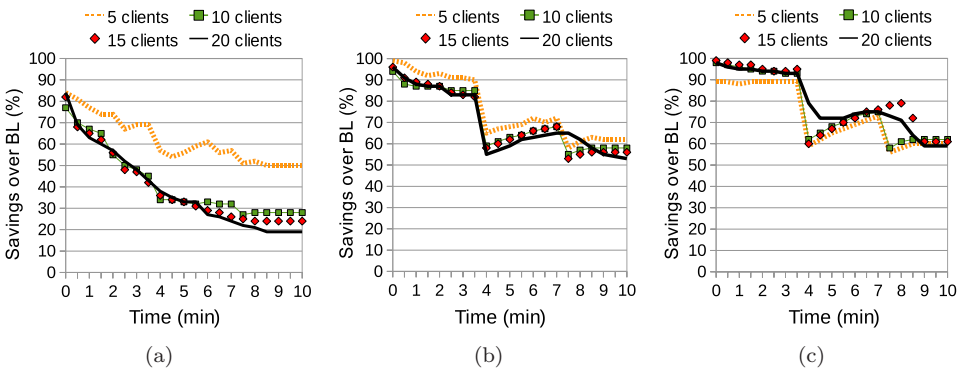 5 clients 10 clients
15 clients 20 clients
Savings over BL (%)
100
90
80
70
60
50
40
30
20
10
0
0 1 2 3 4 5 6 7 8 9 10
Time (min)
(a)
5 clients 10 clients
15 clients 20 clients
Savings over BL (%)
100
90
80
70
60
50
40
30
20
10
0
0 1 2 3 4 5 6 7 8 9 10
Time (min)
(b)
5 clients 10 clients
15 clients 20 clients
Savings over BL (%)
100
90
80
70
60
50
40
30
20
10
0
0 1 2 3 4 5 6 7 8 9 10
Time (min)
(c)